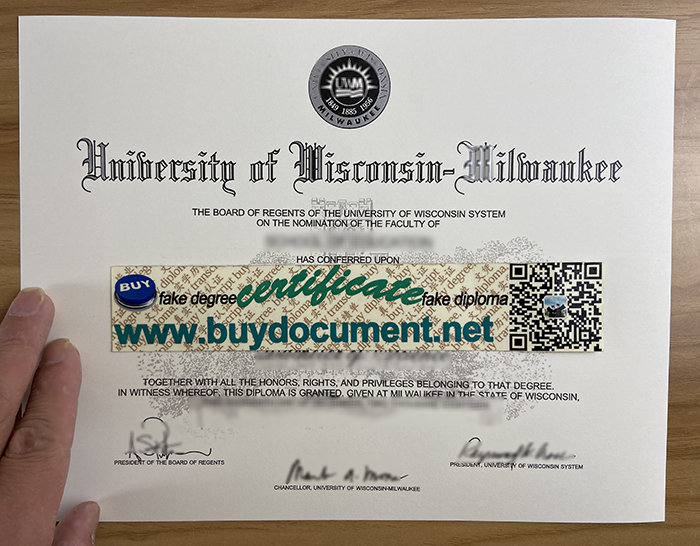 UWM
1849 1885 1956
MILWAUKEE
University of Wisconsin-Milwaukee
THE BOARD OF REGENTS OF THE UNIVERSITY OF WISCONSIN SYSTEM
ON THE NOMINATION OF THE FACULTY OF
HAS CONFERRED UPON
BUY
fake degree certificate fake diploma
www.buydocument.net
TOGETHER WITH ALL THE HONORS, RIGHTS, AND PRIVILEGES BELONGING TO THAT DEGREE.
IN WITNESS WHEREOF, THIS DIPLOMA IS GRANTED. GIVEN AT MILWAUKEE IN THE STATE OF WISCONSIN,
PRESIDENT OF THE BOARD OF REGENTS
PRESIDENT, UNIVERSITY OF WISCONSIN SYSTEM
CHANCELLOR, UNIVERSITY OF WISCONSIN-MILWAUKEE